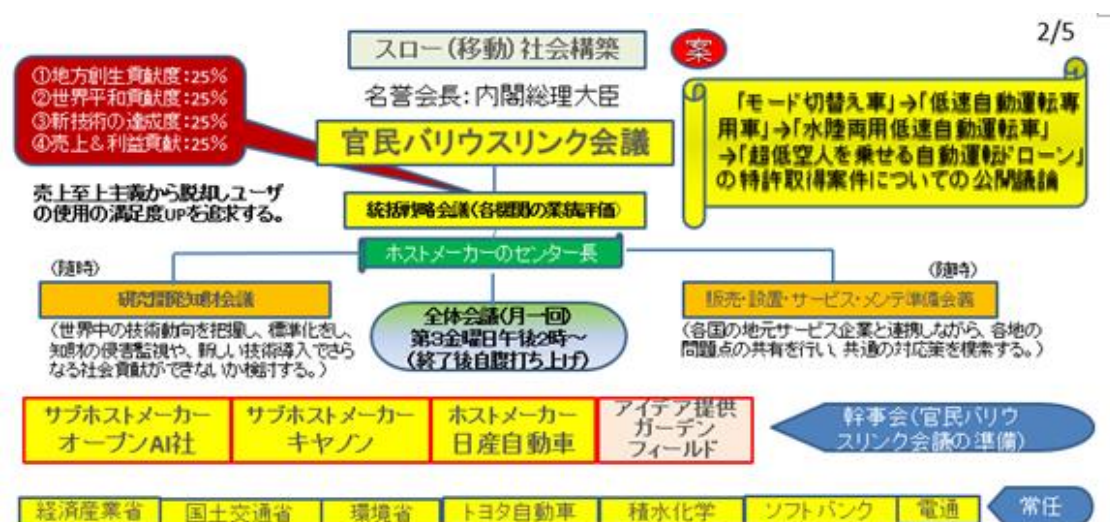 2/5
スロー(移動)社会構築
案
①地方創生貢献度:25%
②世界平和貢献度:25%
③新技術の達成度:25%
④売上&利益貢献:25%
名誉会長:内閣総理大臣
官民バリウスリンク会議
「モード切替え車」→「低速自動運転専
用車」→「水陸両用低速自動運転車」
→「超低空人を乗せる自動運転ドローン」
の特許取得案件についての公開議論
売上至上主義から脱却しユーザ
の使用の満足度UPを追求する。
統括戦略会議(各機関の業績評価)
ホストメーカーのセンター長
(随時)
研究開発知財会議
(世界中の技術動向を把握し、標準化をし、
知財の侵害監視や、新しい技術導入でさら
なる社会貢献ができないか検討する。)
全体会議(月一回)
第3金曜日午後2時~
(終了後自腹打ち上げ)
(随時)
販売・設置・サービス・メンテ準備会議
(各国の地元サービス企業と連携しながら、各地の
問題点の共有を行い、共通の対応策を模索する。)
サブホストメーカー
オープンAI社
サブホストメーカー
キヤノン
ホストメーカー
日産自動車
アイデア提供
ガーデン
フィールド
幹事会(官民バリウ
スリンク会議の準備)
経済産業省
国土交通省
環境省
トヨタ自動車
積水化学
ソフトバンク
電通
常任